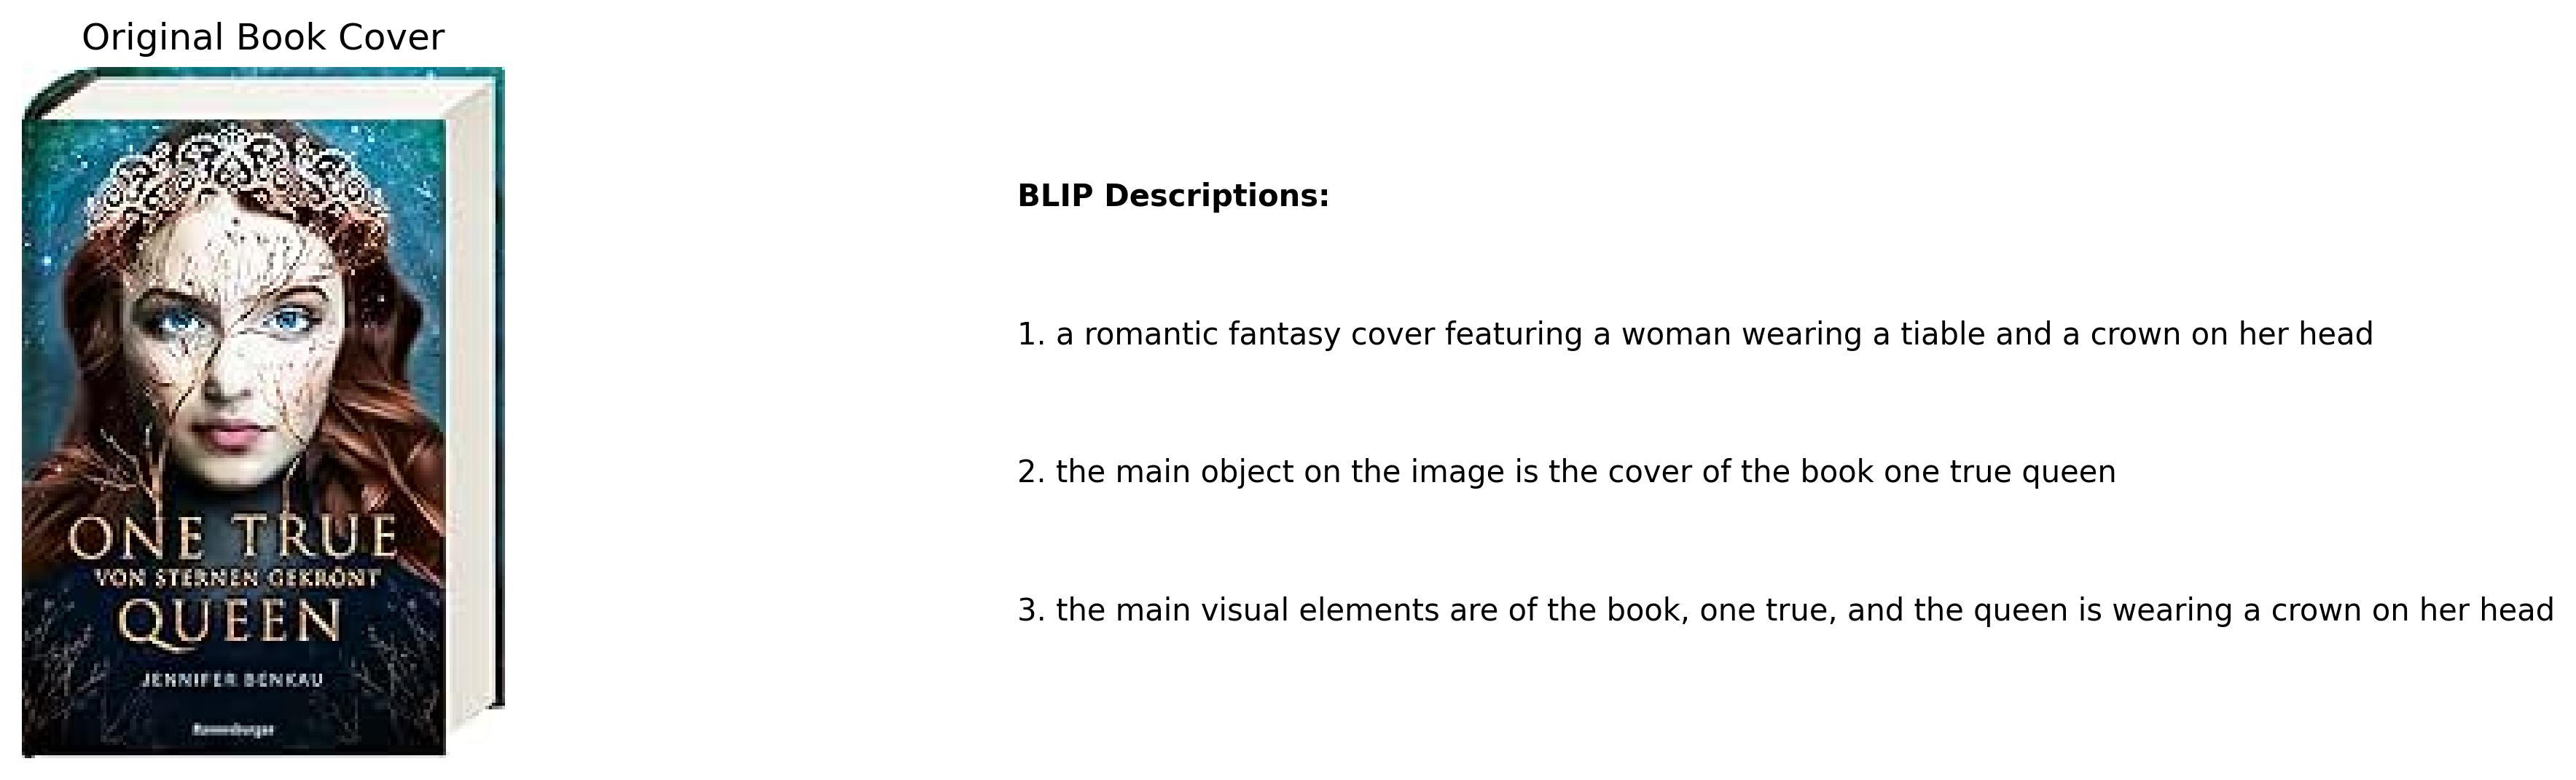 Original Book Cover
ONE TRUE
VON STERNEN GEKRÖNT
QUEEN
JENNIFER BENKAU
Ravensburger
BLIP Descriptions:
1. a romantic fantasy cover featuring a woman wearing a tiable and a crown on her head
2. the main object on the image is the cover of the book one true queen
3. the main visual elements are of the book, one true, and the queen is wearing a crown on her head